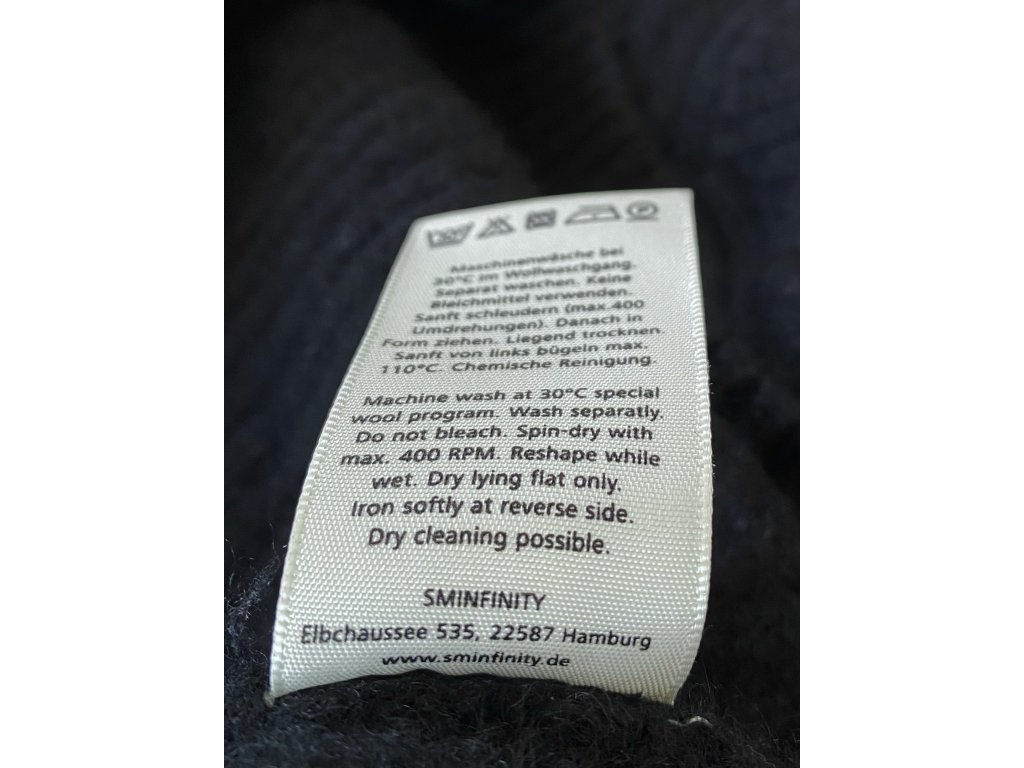 Maschinenwäsche bei
30°C im Wollwaschgang.
Separat waschen. Keine
Bleichmittel verwenden.
Sanft schleudern (max.400
Umdrehungen). Danach in
Form ziehen. Liegend trocknen.
Sanft von links bügeln max.
110°C. Chemische Reinigung.
Machine wash at 30°C special
wool program. Wash separatly.
Do not bleach. Spin-dry with
max. 400 RPM. Reshape while
wet. Dry lying flat only.
Iron softly at reverse side.
Dry cleaning possible.
SMINFINITY
Elbchaussee 535, 22587 Hamburg
www.sminfinity.de